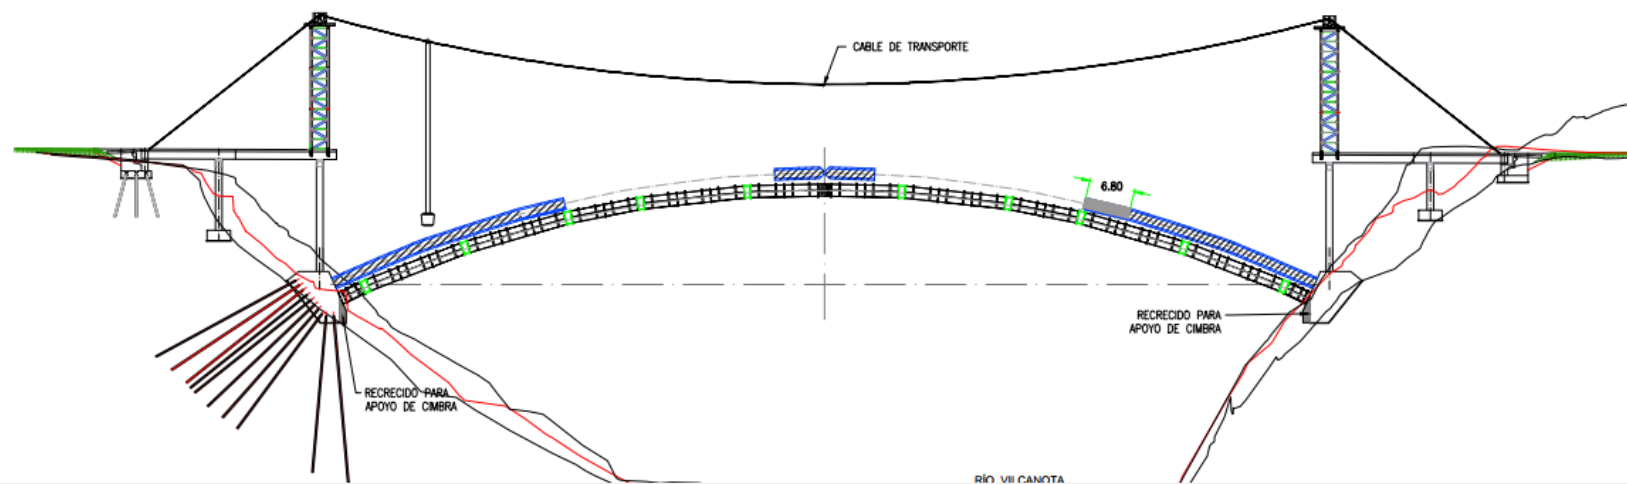 CABLE DE TRANSPORTE
6.80
RECRECIDO PARA
APOYO DE CIMBRA
RECRECIDO PARA
APOYO DE CIMBRA
RÍO VILCANOTA